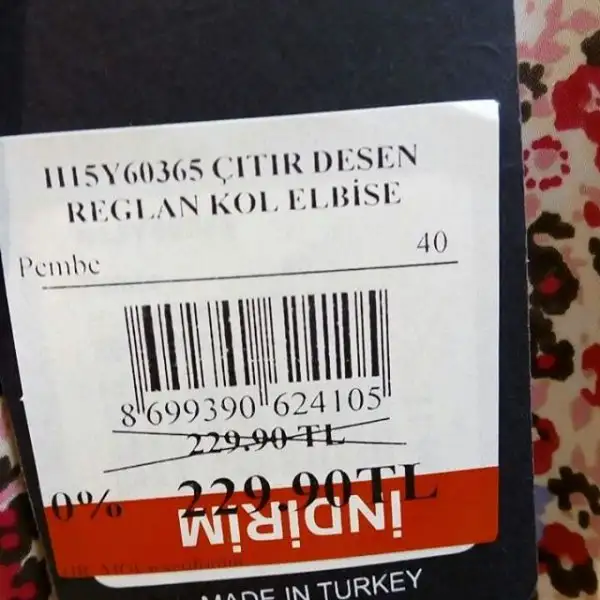 1115Y60365 ÇITIR DESEN
REGLAN KOL ELBİSE
Pembe 40
8 699390 624105
229.90 TL
0% 229.90TL
İNDİRİM
MADE IN TURKEY